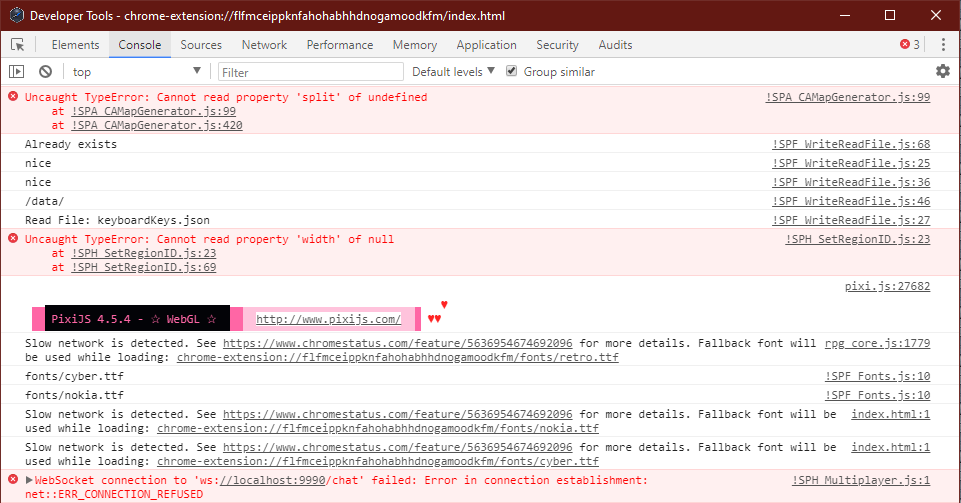 Developer Tools - chrome-extension://flfmceippknfahohabhhdnogamoodkfm/index.html
Elements Console Sources Network Performance Memory Application Security Audits 3
top Filter Default levels Group similar
Uncaught TypeError: Cannot read property 'split' of undefined !SPA_CAMapGenerator.js:99
at !SPA_CAMapGenerator.js:99
at !SPA_CAMapGenerator.js:420
Already exists !SPF_WriteReadFile.js:68
nice !SPF_WriteReadFile.js:25
nice !SPF_WriteReadFile.js:36
/data/ !SPF_WriteReadFile.js:46
Read File: keyboardKeys.json !SPF_WriteReadFile.js:27
Uncaught TypeError: Cannot read property 'width' of null !SPH_SetRegionID.js:23
at !SPH_SetRegionID.js:23
at !SPH_SetRegionID.js:69
pixi.js:27682
PixiJS 4.5.4 - ☆ WebGL ☆ http://www.pixijs.com/ ♥♥♥
Slow network is detected. See https://www.chromestatus.com/feature/5636954674692096 for more details. Fallback font will rpg_core.js:1779
be used while loading: chrome-extension://flfmceippknfahohabhhdnogamoodkfm/fonts/retro.ttf
fonts/cyber.ttf !SPF_Fonts.js:10
fonts/nokia.ttf !SPF_Fonts.js:10
Slow network is detected. See https://www.chromestatus.com/feature/5636954674692096 for more details. Fallback font will be index.html:1
used while loading: chrome-extension://flfmceippknfahohabhhdnogamoodkfm/fonts/nokia.ttf
Slow network is detected. See https://www.chromestatus.com/feature/5636954674692096 for more details. Fallback font will be index.html:1
used while loading: chrome-extension://flfmceippknfahohabhhdnogamoodkfm/fonts/cyber.ttf
WebSocket connection to 'ws://localhost:9990/chat' failed: Error in connection establishment: !SPH_Multiplayer.js:1
net::ERR_CONNECTION_REFUSED